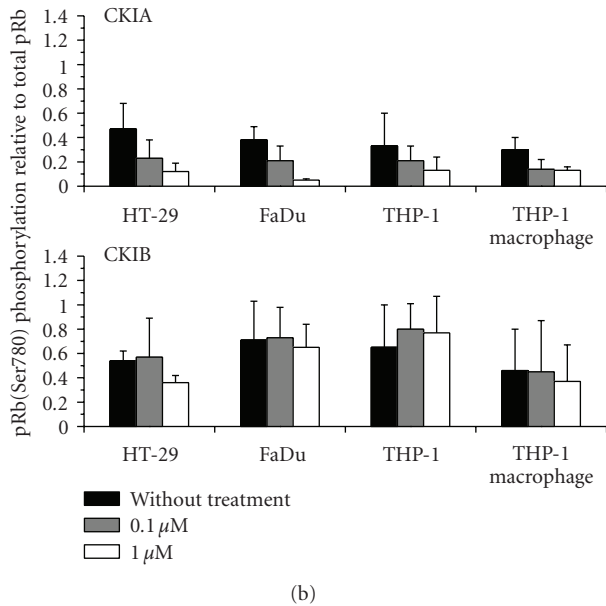 pRb(Ser780) phosphorylation relative to total pRb
CKIA
1.4
1.2
1
0.8
0.6
0.4
0.2
0
HT-29 FaDu THP-1 THP-1
macrophage
CKIB
1.4
1.2
1
0.8
0.6
0.4
0.2
0
HT-29 FaDu THP-1 THP-1
macrophage
Without treatment
0.1 μM
1 μM
(b)